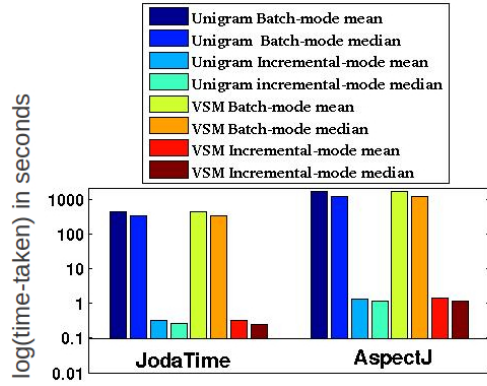 Unigram Batch-mode mean
Unigram Batch-mode median
Unigram Incremental-mode mean
Unigram incremental-mode median
VSM Batch-mode mean
VSM Batch-mode median
VSM Incremental-mode mean
VSM Incremental-mode median
log(time-taken) in seconds
1000
100
10
1
0.1
0.01
JodaTime
AspectJ